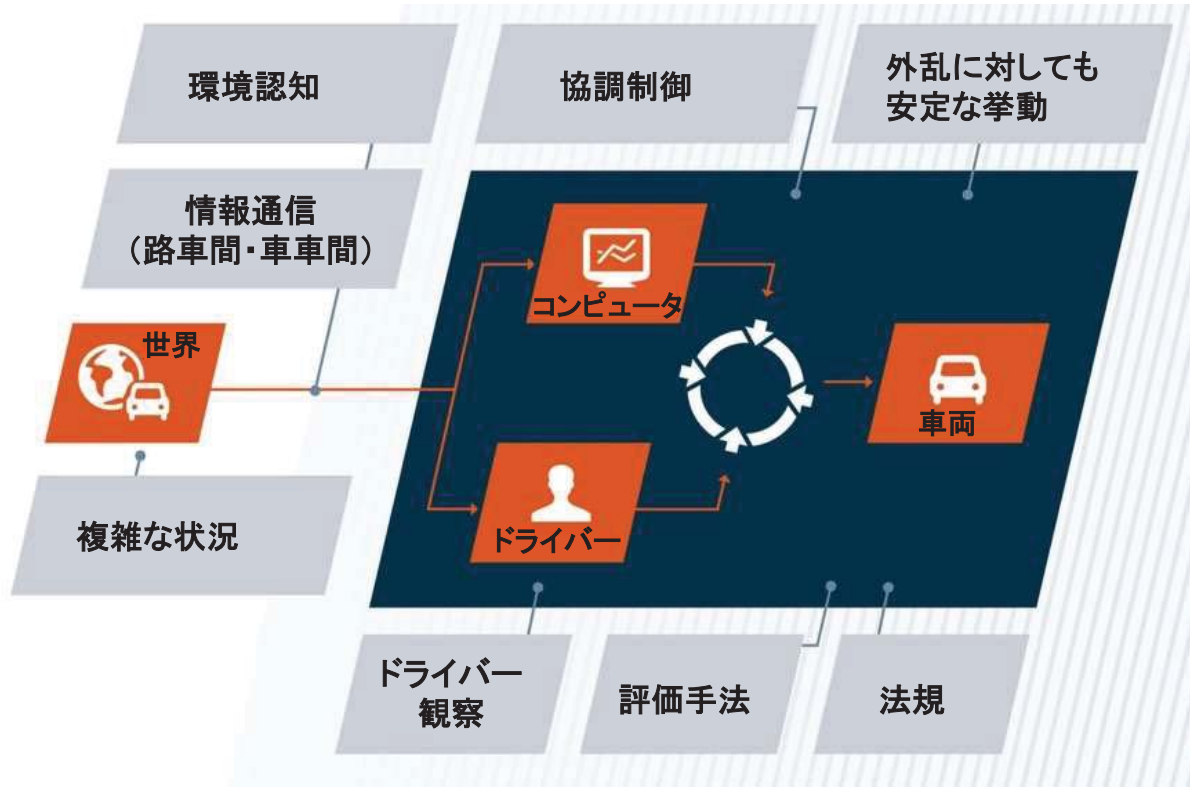 環境認知
協調制御
外乱に対しても
安定な挙動
情報通信
（路車間・車車間）
コンピュータ
世界
車両
複雑な状況
ドライバー
ドライバー
観察
評価手法
法規